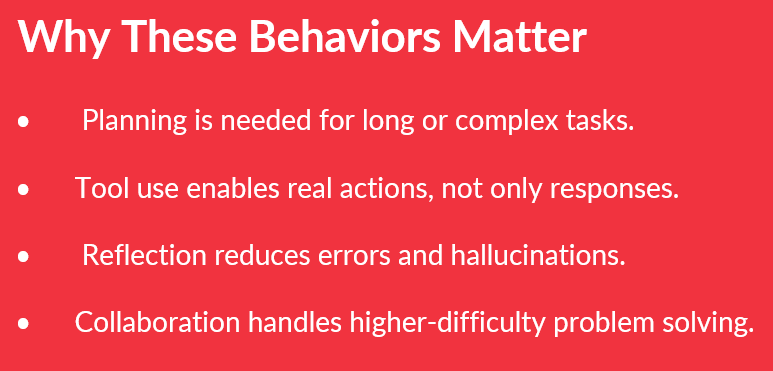 Why These Behaviors Matter
• Planning is needed for long or complex tasks.
• Tool use enables real actions, not only responses.
• Reflection reduces errors and hallucinations.
• Collaboration handles higher-difficulty problem solving.